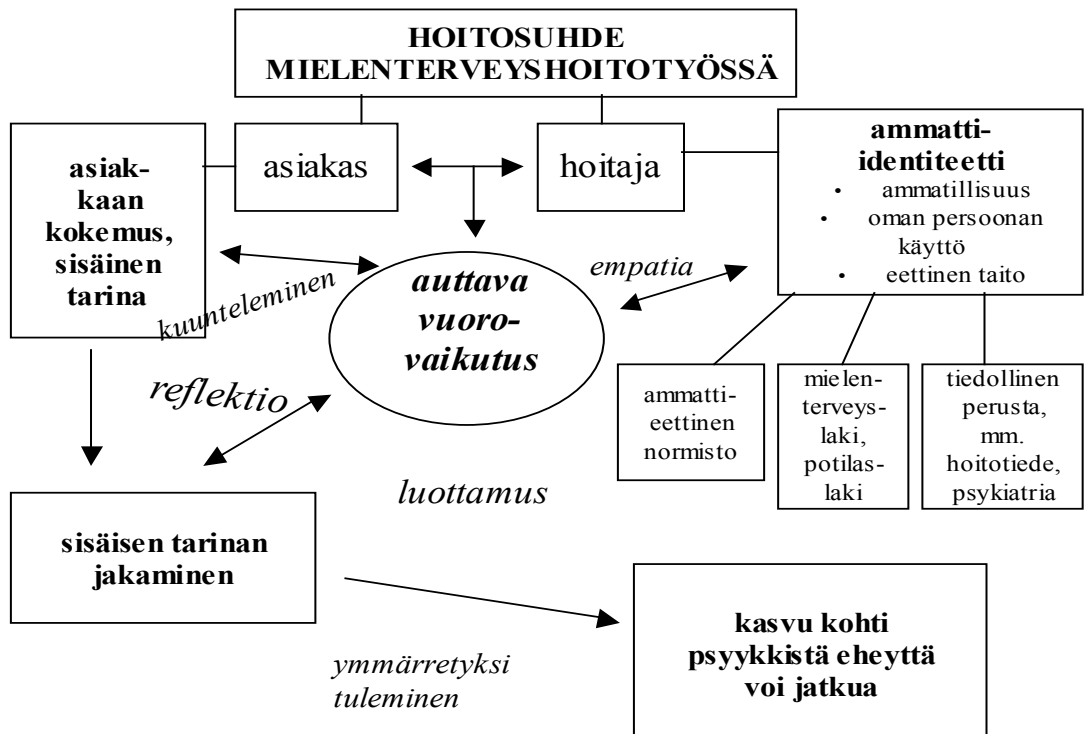 HOITOSUHDE
MIELENTERVEYSHOITOTYÖSSÄ
asiak-
kaan
kokemus,
sisäinen
tarina
asiakas
hoitaja
ammatti-
identiteetti
• ammatillisuus
• oman persoonan
käyttö
• eettinen taito
kuunteleminen
auttava
vuoro-
vaikutus
empatia
reflektio
ammatti-
eettinen
normisto
mielen-
terveys-
laki,
potilas-
laki
tiedollinen
perusta,
mm.
hoitotiede,
psykiatria
luottamus
sisäisen tarinan
jakaminen
ymmärretyksi
tuleminen
kasvu kohti
psyykkistä eheyttä
voi jatkua